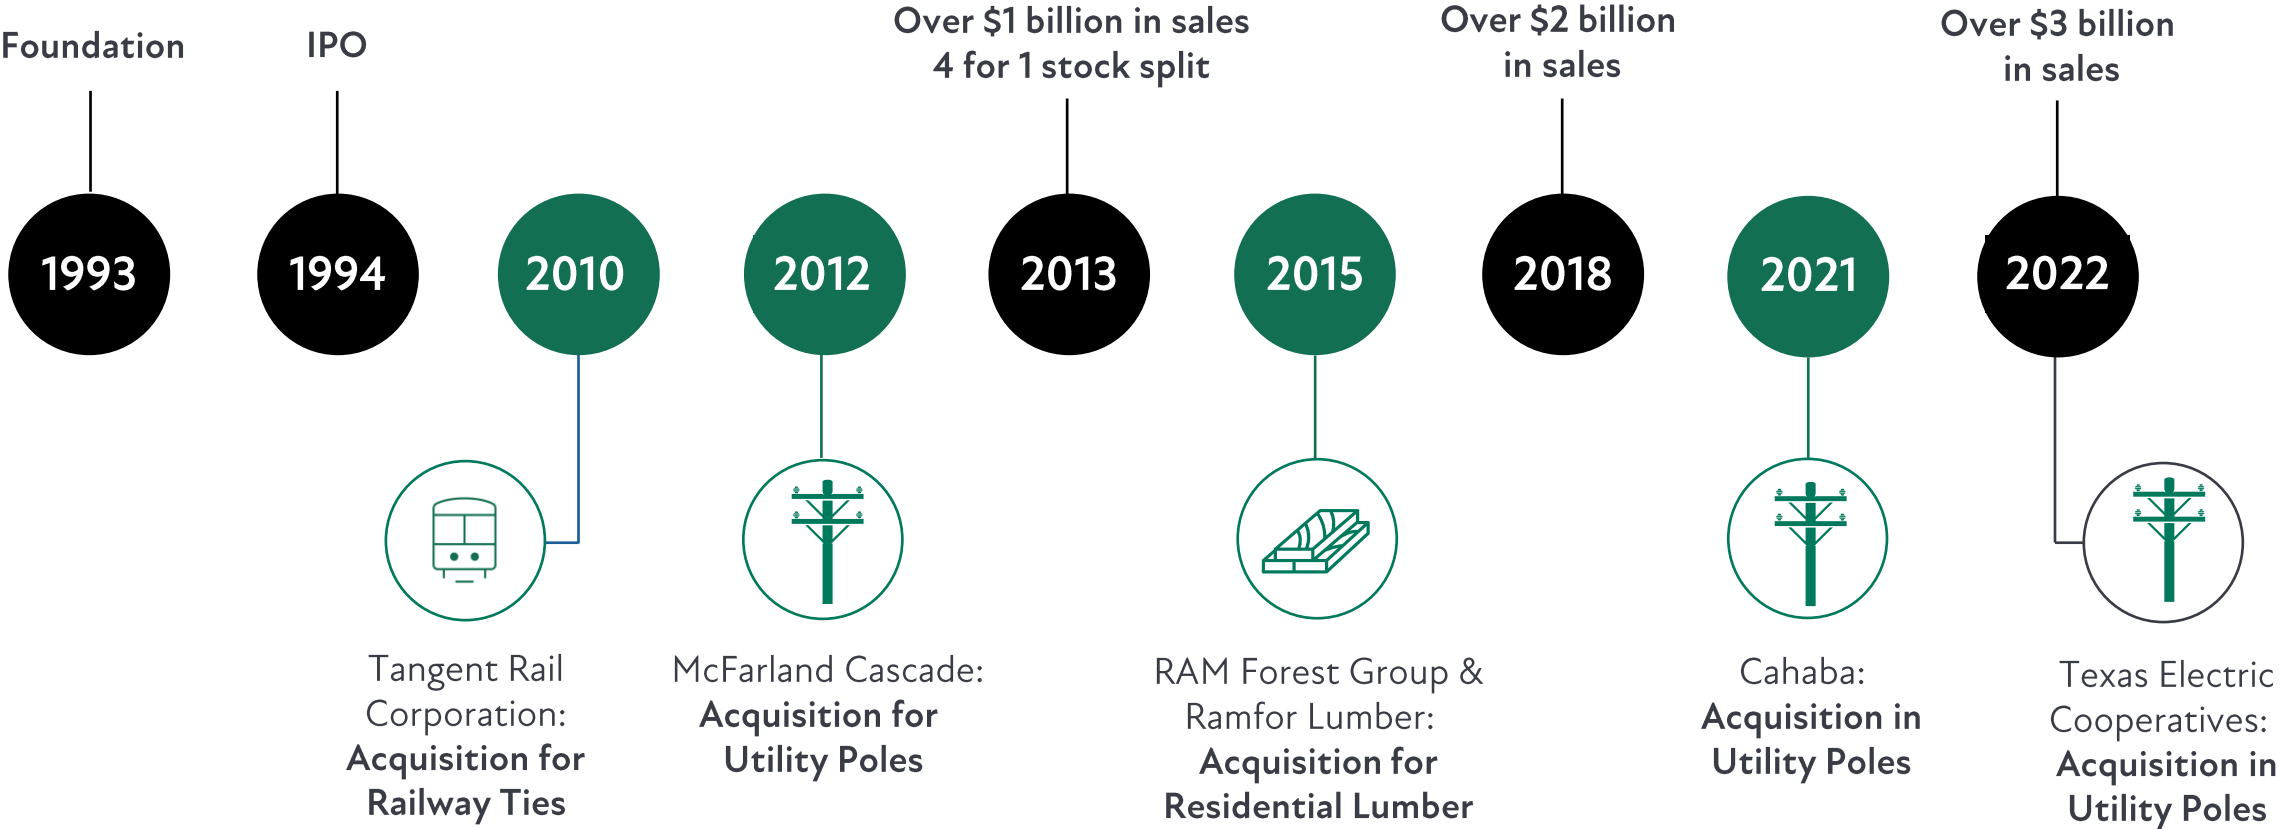 Foundation
IPO
Over $1 billion in sales
4 for 1 stock split
Over $2 billion
in sales
Over $3 billion
in sales
1993
1994
2010
2012
2013
2015
2018
2021
2022
Tangent Rail
Corporation:
Acquisition for
Railway Ties
McFarland Cascade:
Acquisition for
Utility Poles
RAM Forest Group &
Ramfor Lumber:
Acquisition for
Residential Lumber
Cahaba:
Acquisition in
Utility Poles
Texas Electric
Cooperatives:
Acquisition in
Utility Poles